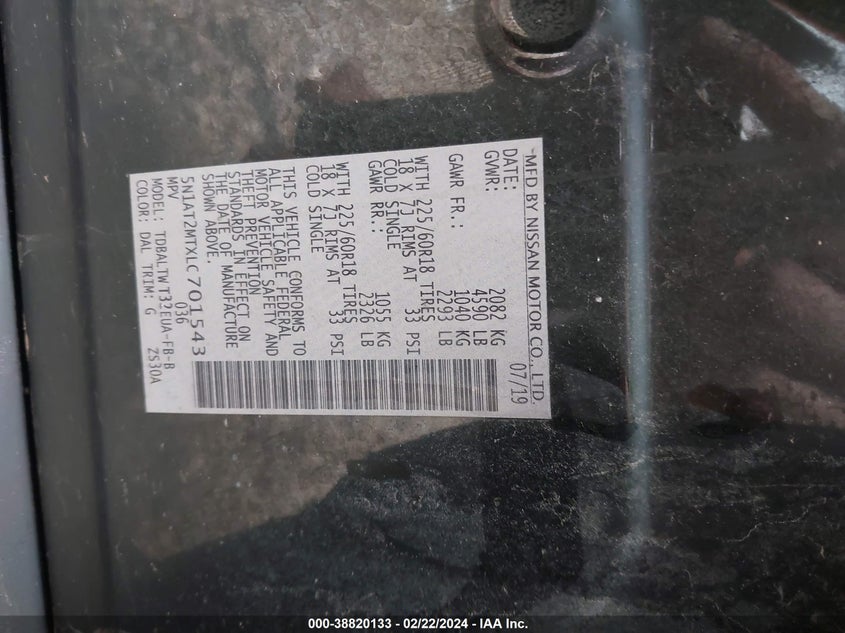 MFD BY NISSAN MOTOR CO., LTD.
DATE: 07/19
GVWR: 2082 KG
4590 LB
GAWR FR.: 1040 KG
2293 LB
WITH 225/60R18 TIRES
18 X 7J RIMS AT 33 PSI
COLD SINGLE
GAWR RR.: 1055 KG
2326 LB
WITH 225/60R18 TIRES
18 X 7J RIMS AT 33 PSI
COLD SINGLE
THIS VEHICLE CONFORMS TO
ALL APPLICABLE FEDERAL
MOTOR VEHICLE SAFETY AND
THEFT PREVENTION
STANDARDS IN EFFECT ON
THE DATE OF MANUFACTURE
SHOWN ABOVE.
5N1AT2MTXLC701543
MPV 036
MODEL: TDBALTWT32EUA-FB-B
COLOR: DAL TRIM: G ZS30A
000-38820133 - 02/22/2024 - IAA Inc.